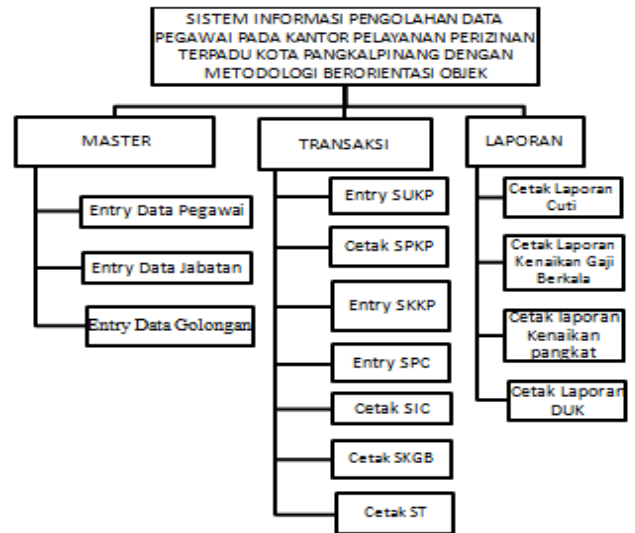 SISTEM INFORMASI PENGOLAHAN DATA
PEGAWAI PADA KANTOR PELAYANAN PERIZINAN
TERPADU KOTA PANGKALPINANG DENGAN
METODOLOGI BERORIENTASI OBJEK
MASTER
Entry Data Pegawai
Entry Data Jabatan
Entry Data Golongan
TRANSAKSI
Entry SUKP
Cetak SPKP
Entry SKKP
Entry SPC
Cetak SIC
Cetak SKGB
Cetak ST
LAPORAN
Cetak Laporan
Cuti
Cetak Laporan
Kenaikan Gaji
Berkala
Cetak laporan
Kenaikan
pangkat
Cetak Laporan
DUK